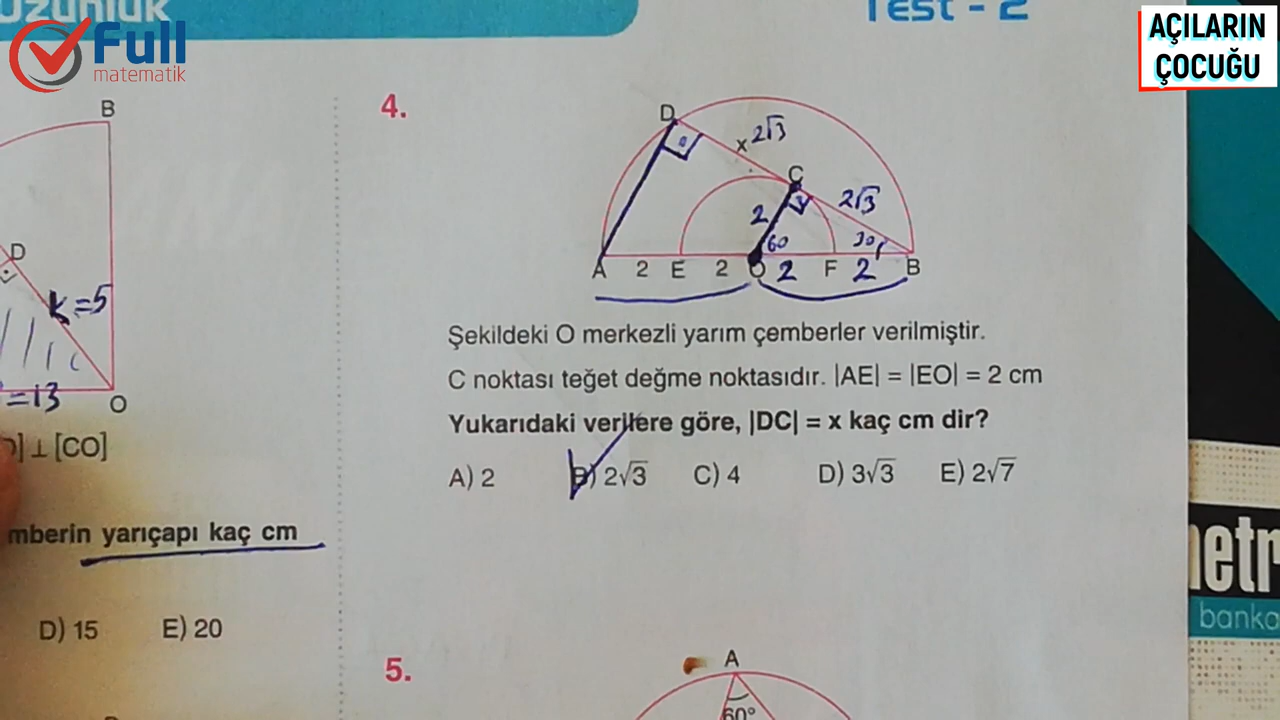 Uzunluk
Test - 2
Full
matematik
AÇILARIN
ÇOCUĞU
B
D
k=5
=13
O
D] ⊥ [CO]
mberin yarıçapı kaç cm
D) 15 E) 20
4.
D
x 2√3
C
2√3
2
60
30
A 2 E 2 O 2 F 2 B
Şekildeki O merkezli yarım çemberler verilmiştir.
C noktası teğet değme noktasıdır. |AE| = |EO| = 2 cm
Yukarıdaki verilere göre, |DC| = x kaç cm dir?
A) 2 B) 2√3 C) 4 D) 3√3 E) 2√7
5.
A
60°
metr
banka